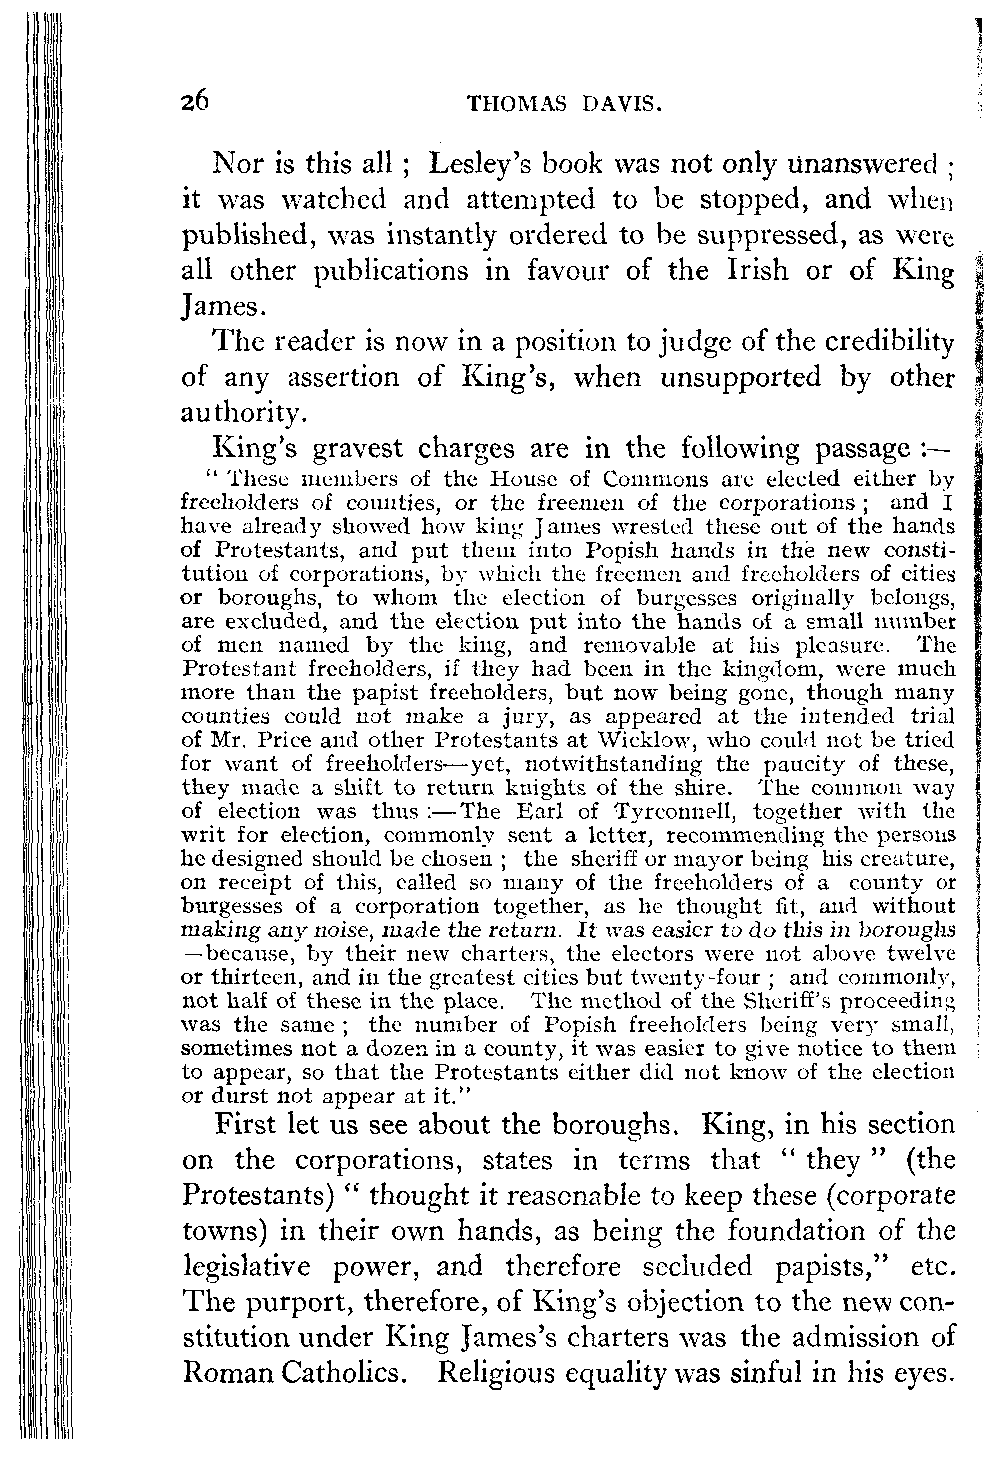 26 THOMAS DAVIS.
Nor is this all ; Lesley's book was not only unanswered ;
it was watched and attempted to be stopped, and when
published, was instantly ordered to be suppressed, as were
all other publications in favour of the Irish or of King
James.
The reader is now in a position to judge of the credibility
of any assertion of King's, when unsupported by other
authority.
King's gravest charges are in the following passage :—
“ These members of the House of Commons are elected either by
freeholders of counties, or the freemen of the corporations ; and I
have already showed how king James wrested these out of the hands
of Protestants, and put them into Popish hands in the new consti-
tution of corporations, by which the freemen and freeholders of cities
or boroughs, to whom the election of burgesses originally belongs,
are excluded, and the election put into the hands of a small number
of men named by the king, and removable at his pleasure. The
Protestant freeholders, if they had been in the kingdom, were much
more than the papist freeholders, but now being gone, though many
counties could not make a jury, as appeared at the intended trial
of Mr. Price and other Protestants at Wicklow, who could not be tried
for want of freeholders—yet, notwithstanding the paucity of these,
they made a shift to return knights of the shire. The common way
of election was thus :—The Earl of Tyrconnell, together with the
writ for election, commonly sent a letter, recommending the persons
he designed should be chosen ; the sheriff or mayor being his creature,
on receipt of this, called so many of the freeholders of a county or
burgesses of a corporation together, as he thought fit, and without
making any noise, made the return. It was easier to do this in boroughs
—because, by their new charters, the electors were not above twelve
or thirteen, and in the greatest cities but twenty-four ; and commonly,
not half of these in the place. The method of the Sheriff's proceeding
was the same ; the number of Popish freeholders being very small,
sometimes not a dozen in a county, it was easier to give notice to them
to appear, so that the Protestants either did not know of the election
or durst not appear at it.”
First let us see about the boroughs. King, in his section
on the corporations, states in terms that “ they ” (the
Protestants) “ thought it reasonable to keep these (corporate
towns) in their own hands, as being the foundation of the
legislative power, and therefore secluded papists,” etc.
The purport, therefore, of King's objection to the new con-
stitution under King James's charters was the admission of
Roman Catholics. Religious equality was sinful in his eyes.